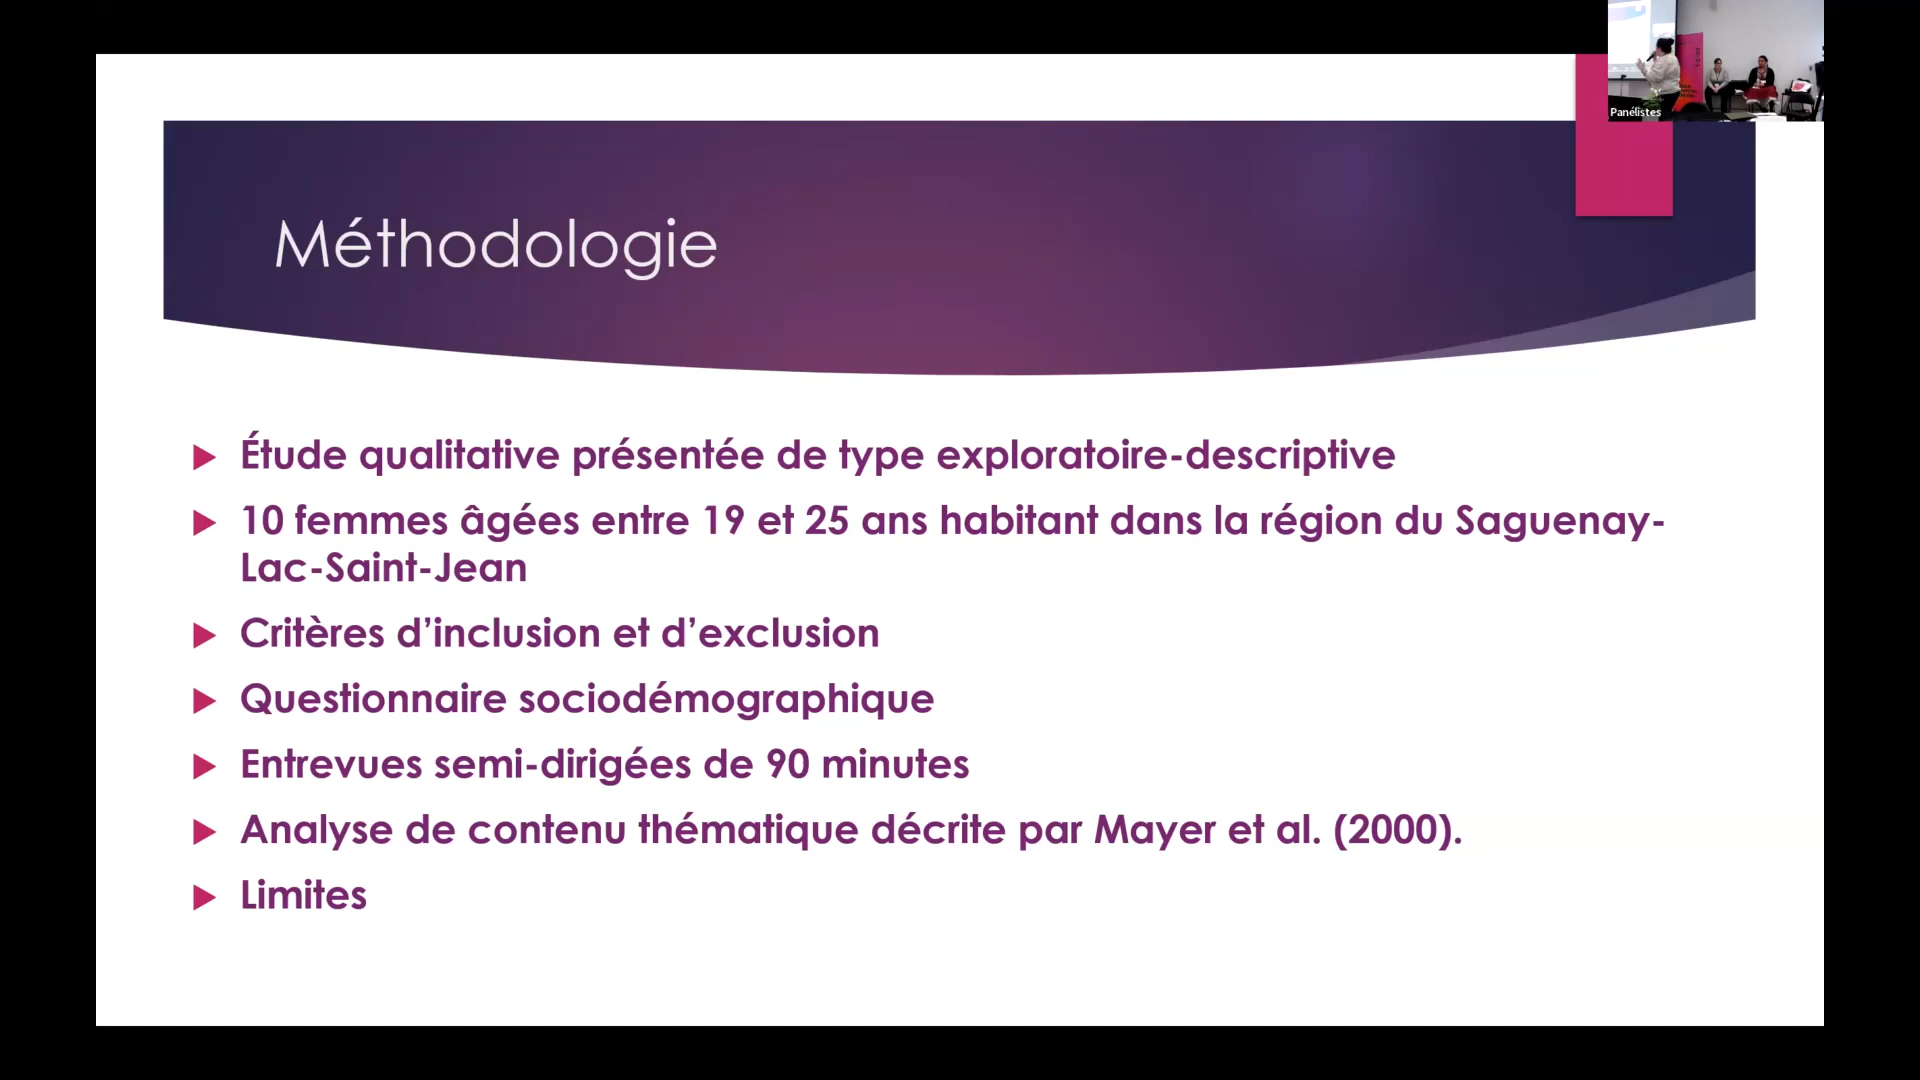 Panélistes
Méthodologie
Étude qualitative présentée de type exploratoire-descriptive
10 femmes âgées entre 19 et 25 ans habitant dans la région du Saguenay-
Lac-Saint-Jean
Critères d’inclusion et d’exclusion
Questionnaire sociodémographique
Entrevues semi-dirigées de 90 minutes
Analyse de contenu thématique décrite par Mayer et al. (2000).
Limites